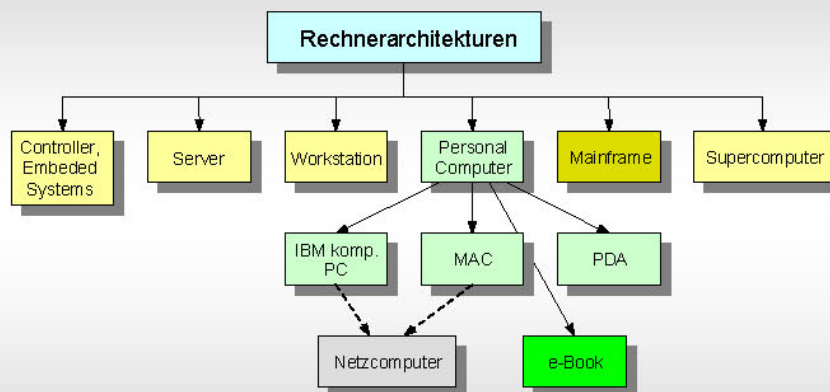 Rechnerarchitekturen
Controller,
Embeded
Systems
Server
Workstation
Personal
Computer
Mainframe
Supercomputer
IBM komp.
PC
MAC
PDA
Netzcomputer
e-Book